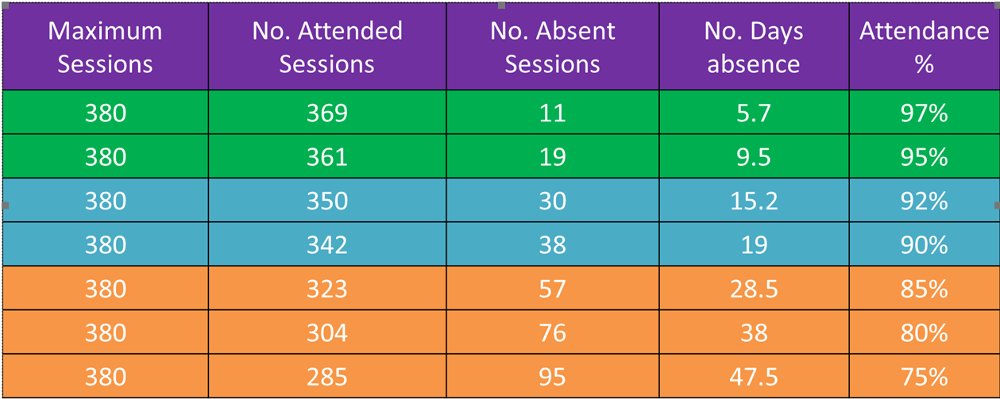 Maximum Sessions No. Attended Sessions No. Absent Sessions No. Days absence Attendance %
380 369 11 5.7 97%
380 361 19 9.5 95%
380 350 30 15.2 92%
380 342 38 19 90%
380 323 57 28.5 85%
380 304 76 38 80%
380 285 95 47.5 75%